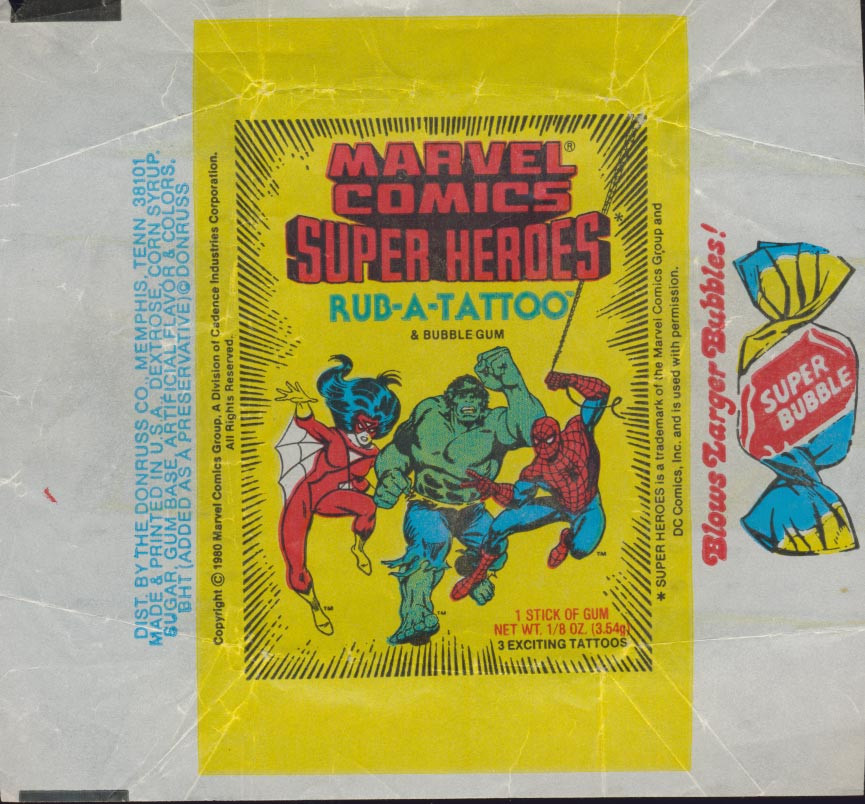 DIST. BY THE DONRUSS CO., MEMPHIS, TENN 38101
MADE & PRINTED IN U.S.A. DEXTROSE, CORN SYRUP,
SUGAR, GUM BASE, ARTIFICIAL FLAVOR & COLORS,
BHT (ADDED AS A PRESERVATIVE) © DONRUSS
Copyright © 1980 Marvel Comics Group, A Division of Cadence Industries Corporation.
All Rights Reserved.
MARVEL®
COMICS
SUPER HEROES*
RUB-A-TATTOO™
& BUBBLE GUM
TM
TM
TM
1 STICK OF GUM
NET WT. 1/8 OZ. (3.54g)
3 EXCITING TATTOOS
* SUPER HEROES is a trademark of the Marvel Comics Group and
DC Comics, Inc. and is used with permission.
Blows Larger Bubbles!
SUPER
BUBBLE